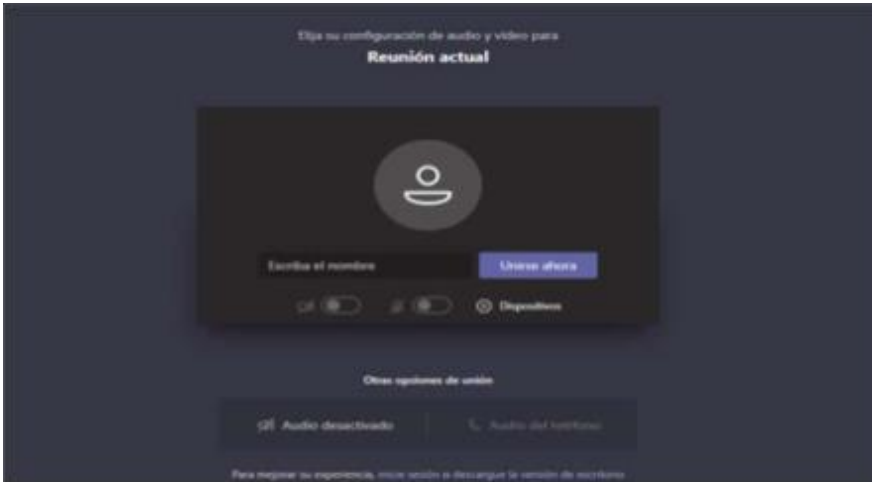 Elija su configuración de audio y vídeo para
Reunión actual
Escriba el nombre
Unirse ahora
Dispositivos
Otras opciones de unión
Audio desactivado
Audio del teléfono
Para mejorar su experiencia, inicie sesión o descargue la versión de escritorio